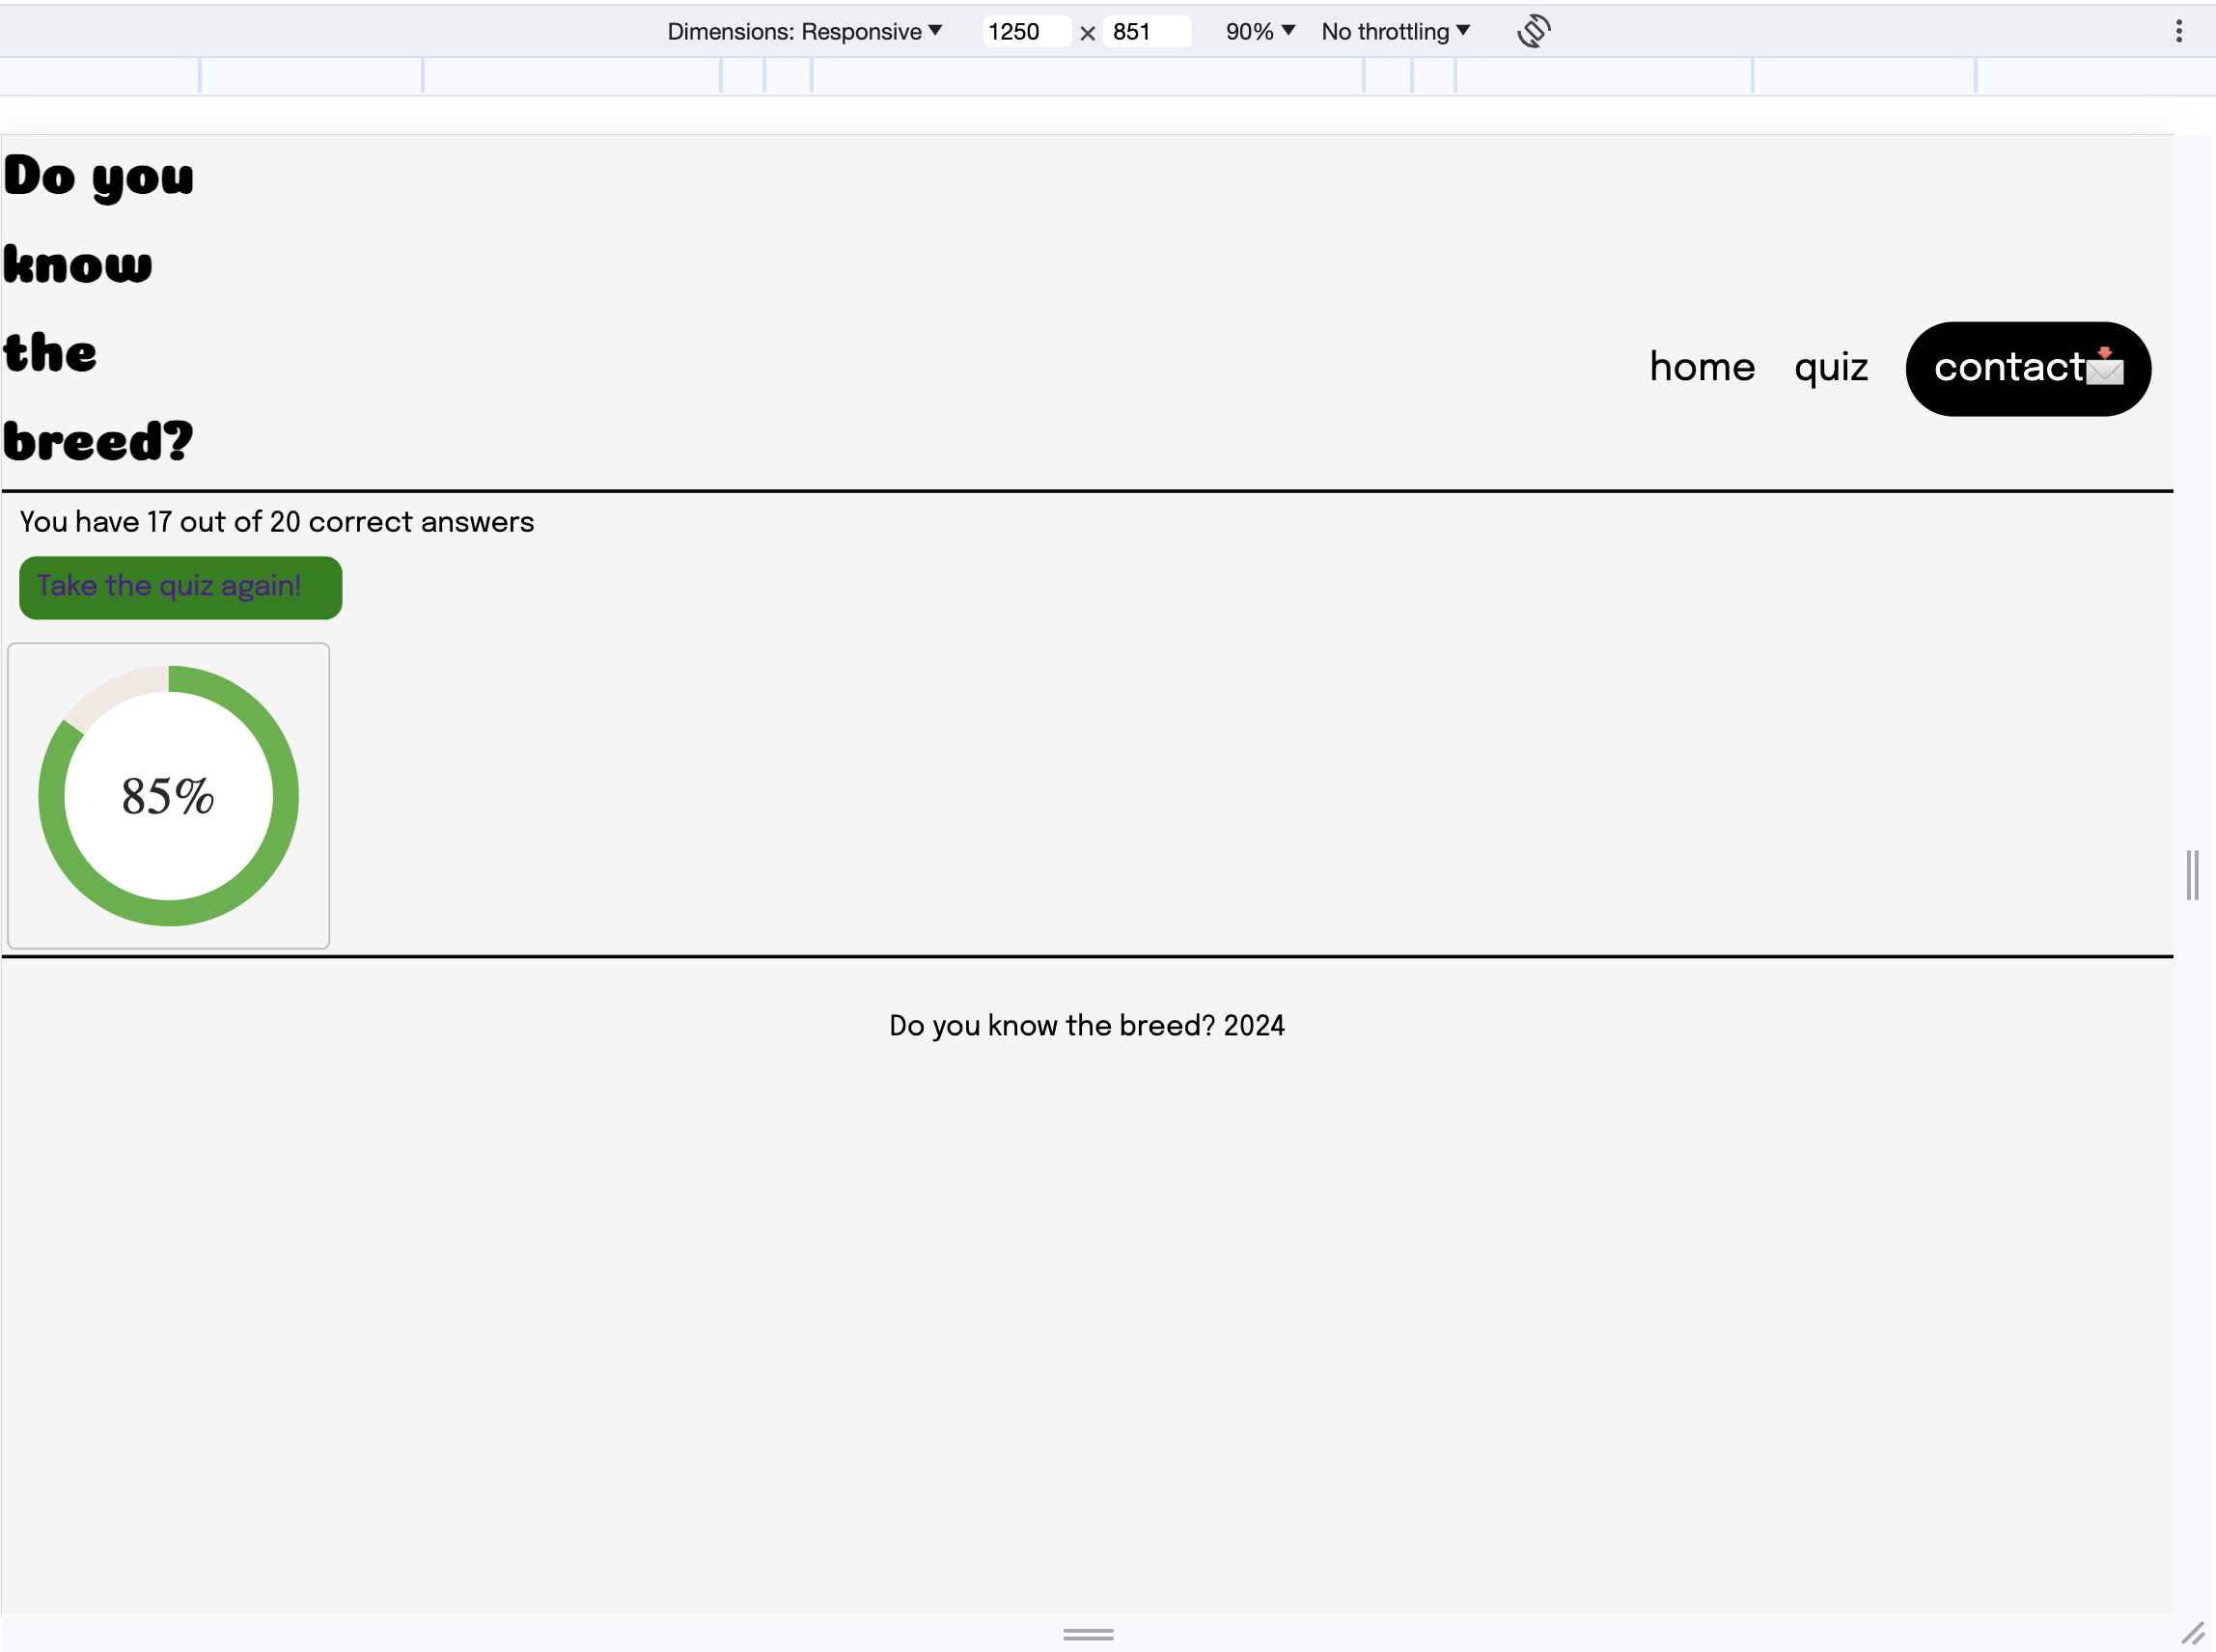 Dimensions: Responsive 1250 × 851 90% No throttling
Do you
know
the
breed?
home quiz contact
You have 17 out of 20 correct answers
Take the quiz again!
85%
Do you know the breed? 2024